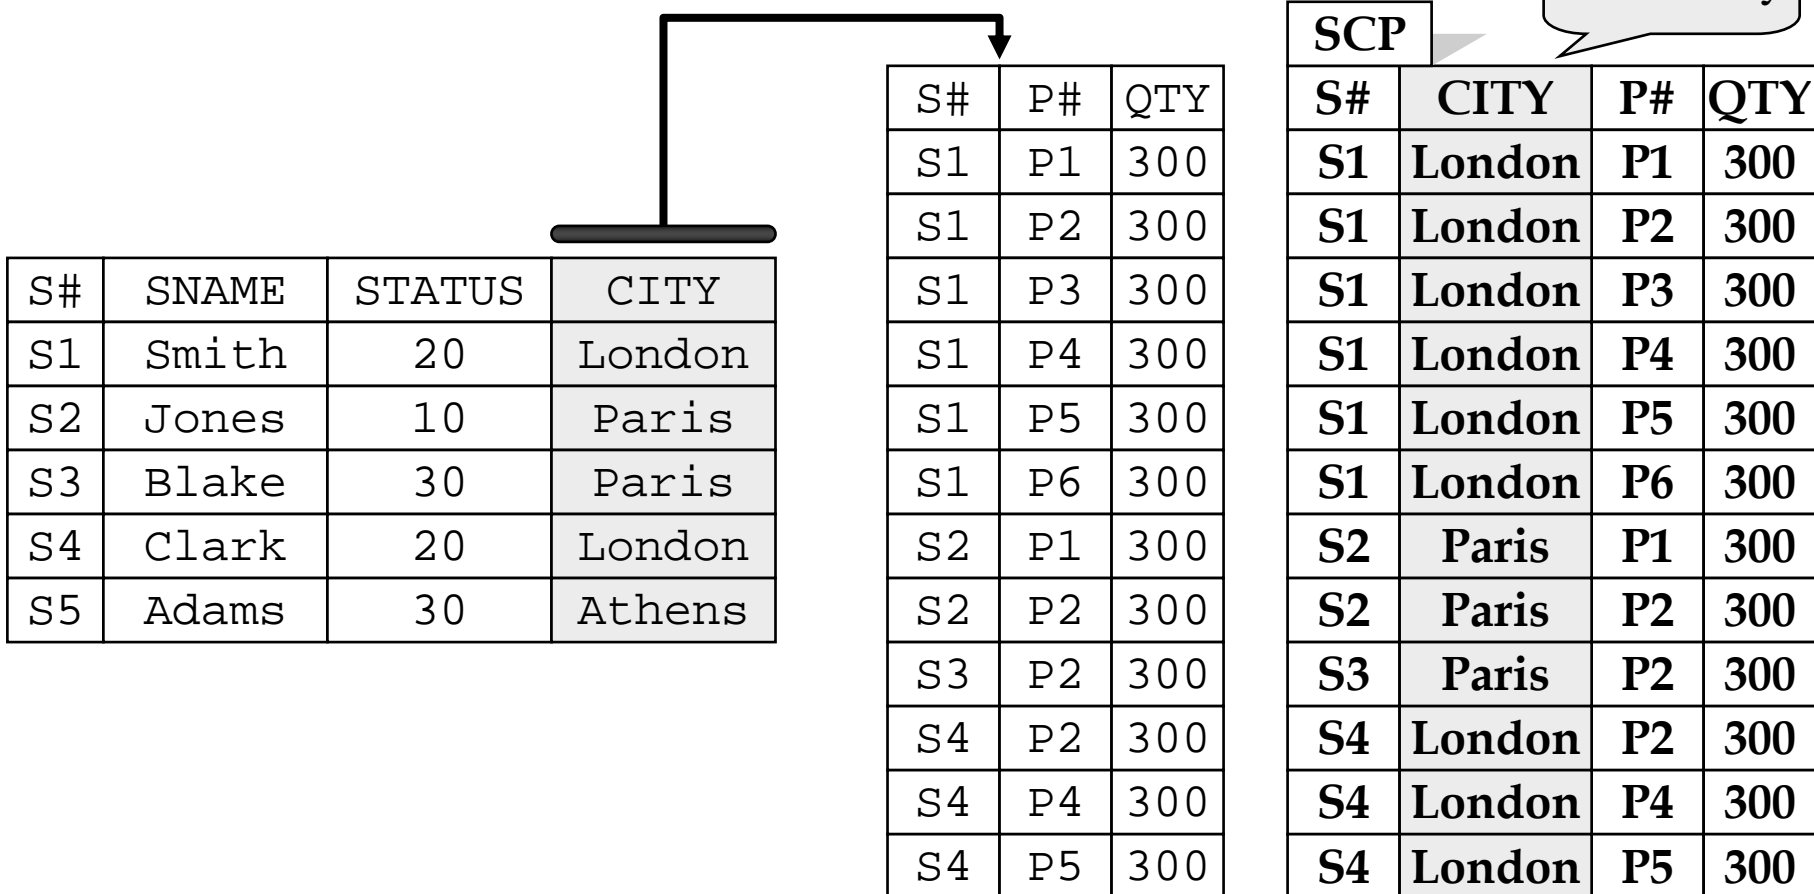 S# SNAME STATUS CITY
S1 Smith 20 London
S2 Jones 10 Paris
S3 Blake 30 Paris
S4 Clark 20 London
S5 Adams 30 Athens
S# P# QTY
S1 P1 300
S1 P2 300
S1 P3 300
S1 P4 300
S1 P5 300
S1 P6 300
S2 P1 300
S2 P2 300
S3 P2 300
S4 P2 300
S4 P4 300
S4 P5 300
SCP
S# CITY P# QTY
S1 London P1 300
S1 London P2 300
S1 London P3 300
S1 London P4 300
S1 London P5 300
S1 London P6 300
S2 Paris P1 300
S2 Paris P2 300
S3 Paris P2 300
S4 London P2 300
S4 London P4 300
S4 London P5 300